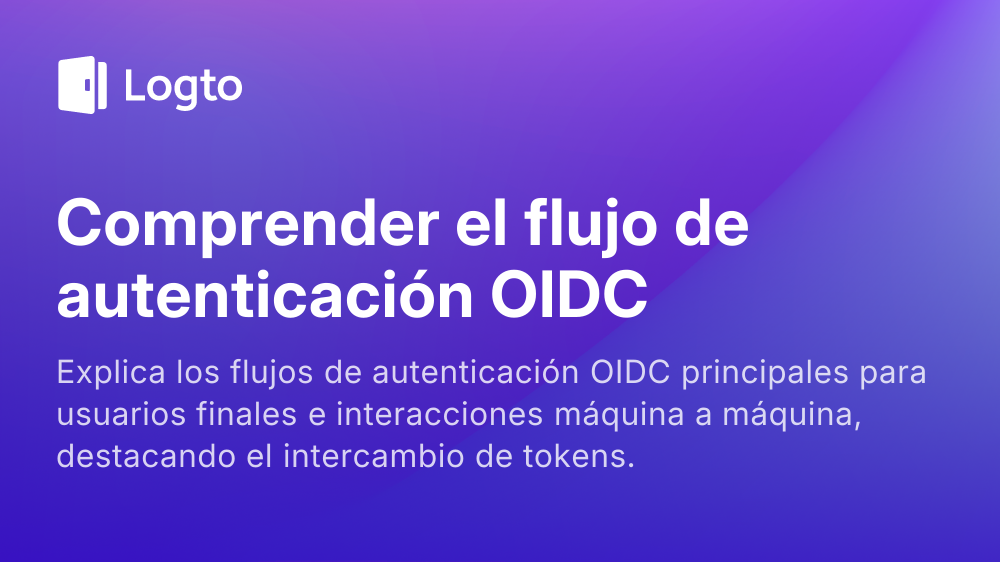 Logto
Comprender el flujo de
autenticación OIDC
Explica los flujos de autenticación OIDC principales para
usuarios finales e interacciones máquina a máquina,
destacando el intercambio de tokens.